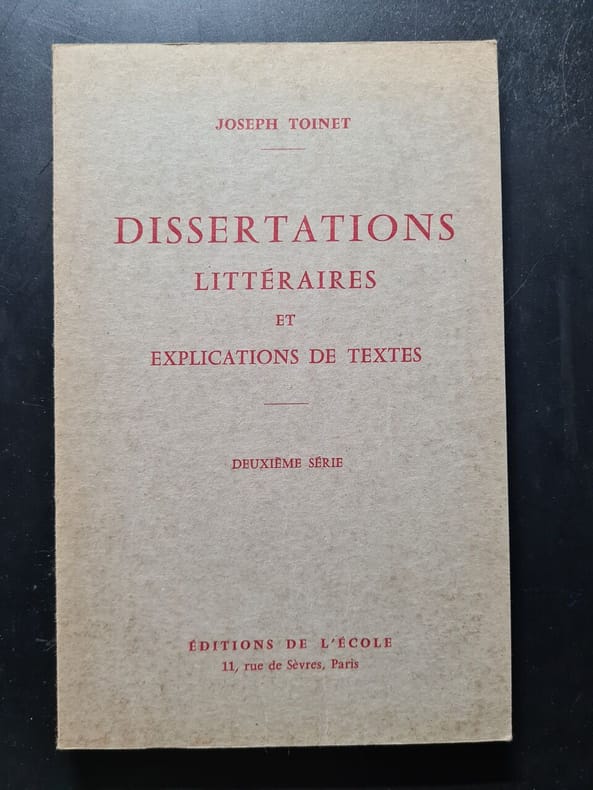 JOSEPH TOINET
DISSERTATIONS
LITTÉRAIRES
ET
EXPLICATIONS DE TEXTES
DEUXIÈME SÉRIE
ÉDITIONS DE L'ÉCOLE
11, rue de Sèvres, Paris